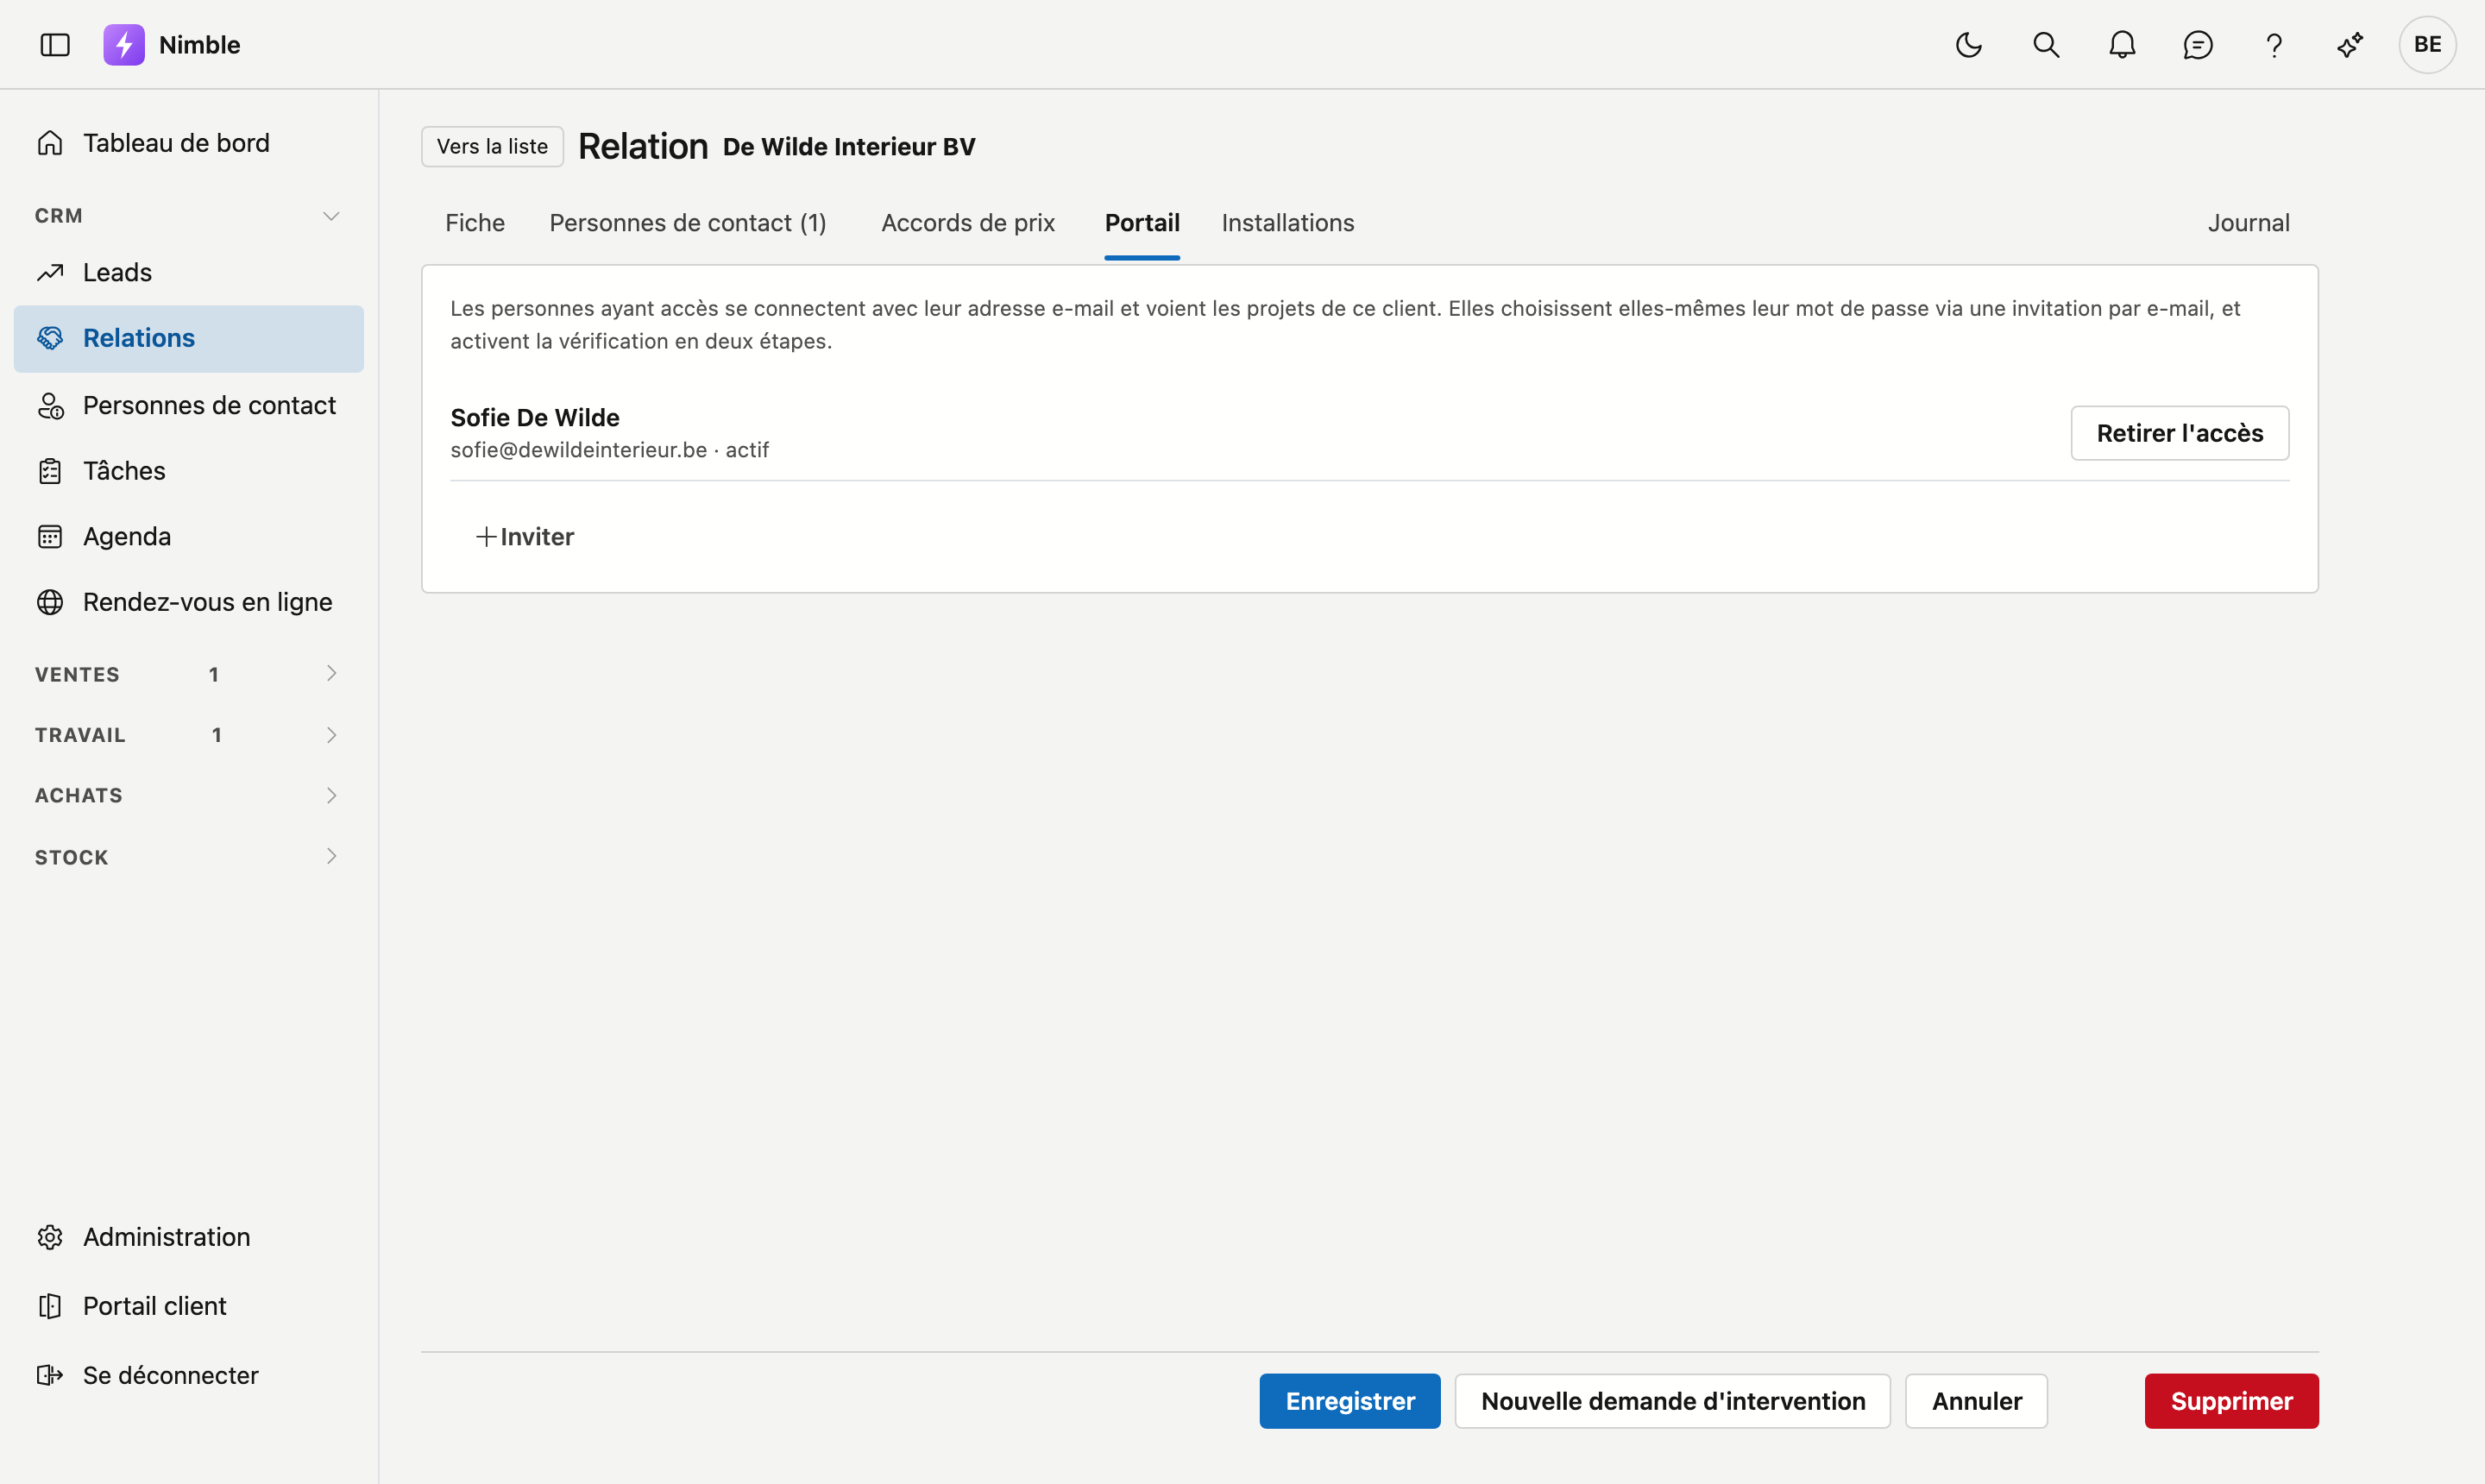 Nimble
BE
Tableau de bord
CRM
Leads
Relations
Personnes de contact
Tâches
Agenda
Rendez-vous en ligne
VENTES 1
TRAVAIL 1
ACHATS
STOCK
Administration
Portail client
Se déconnecter
Vers la liste Relation De Wilde Interieur BV
Fiche Personnes de contact (1) Accords de prix Portail Installations Journal
Les personnes ayant accès se connectent avec leur adresse e-mail et voient les projets de ce client. Elles choisissent elles-mêmes leur mot de passe via une invitation par e-mail, et
activent la vérification en deux étapes.
Sofie De Wilde
sofie@dewildeinterieur.be · actif
Retirer l'accès
+Inviter
Enregistrer Nouvelle demande d'intervention Annuler Supprimer